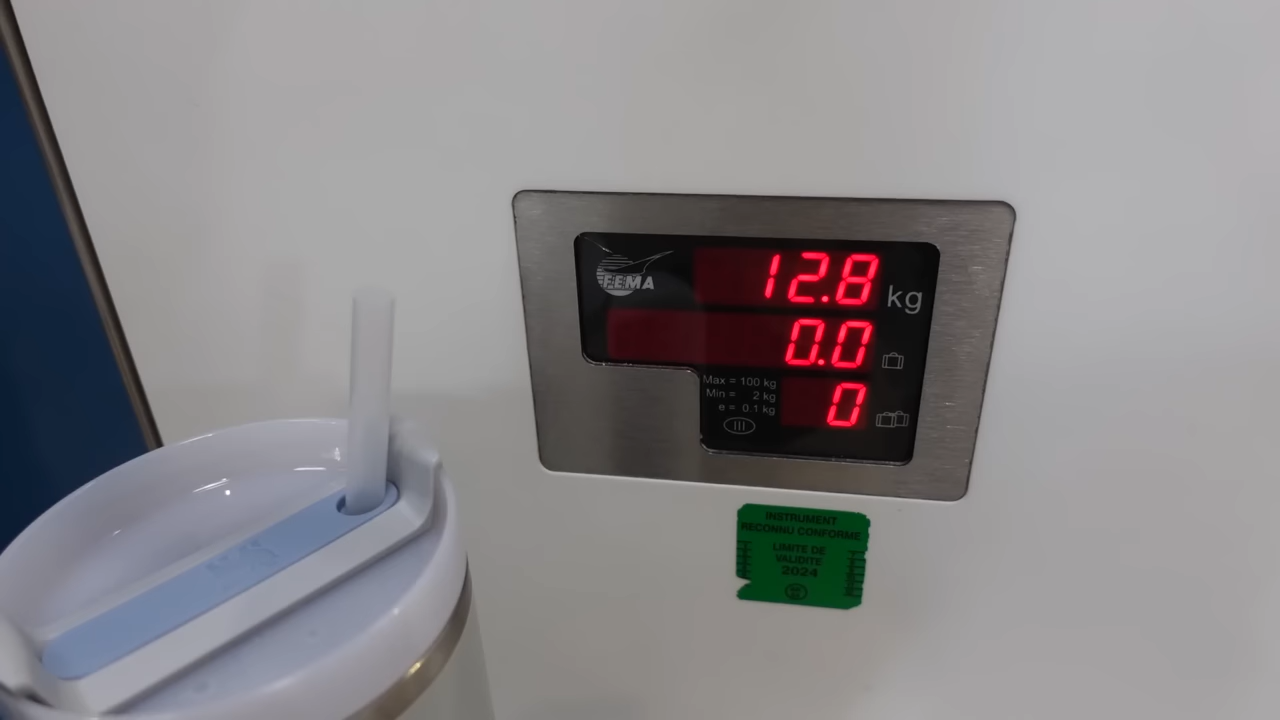 FEMA
12.8 kg
0.0
0
Max = 100 kg
Min = 2 kg
e = 0.1 kg
III
INSTRUMENT
RECONNU CONFORME
LIMITE DE
VALIDITE
2024